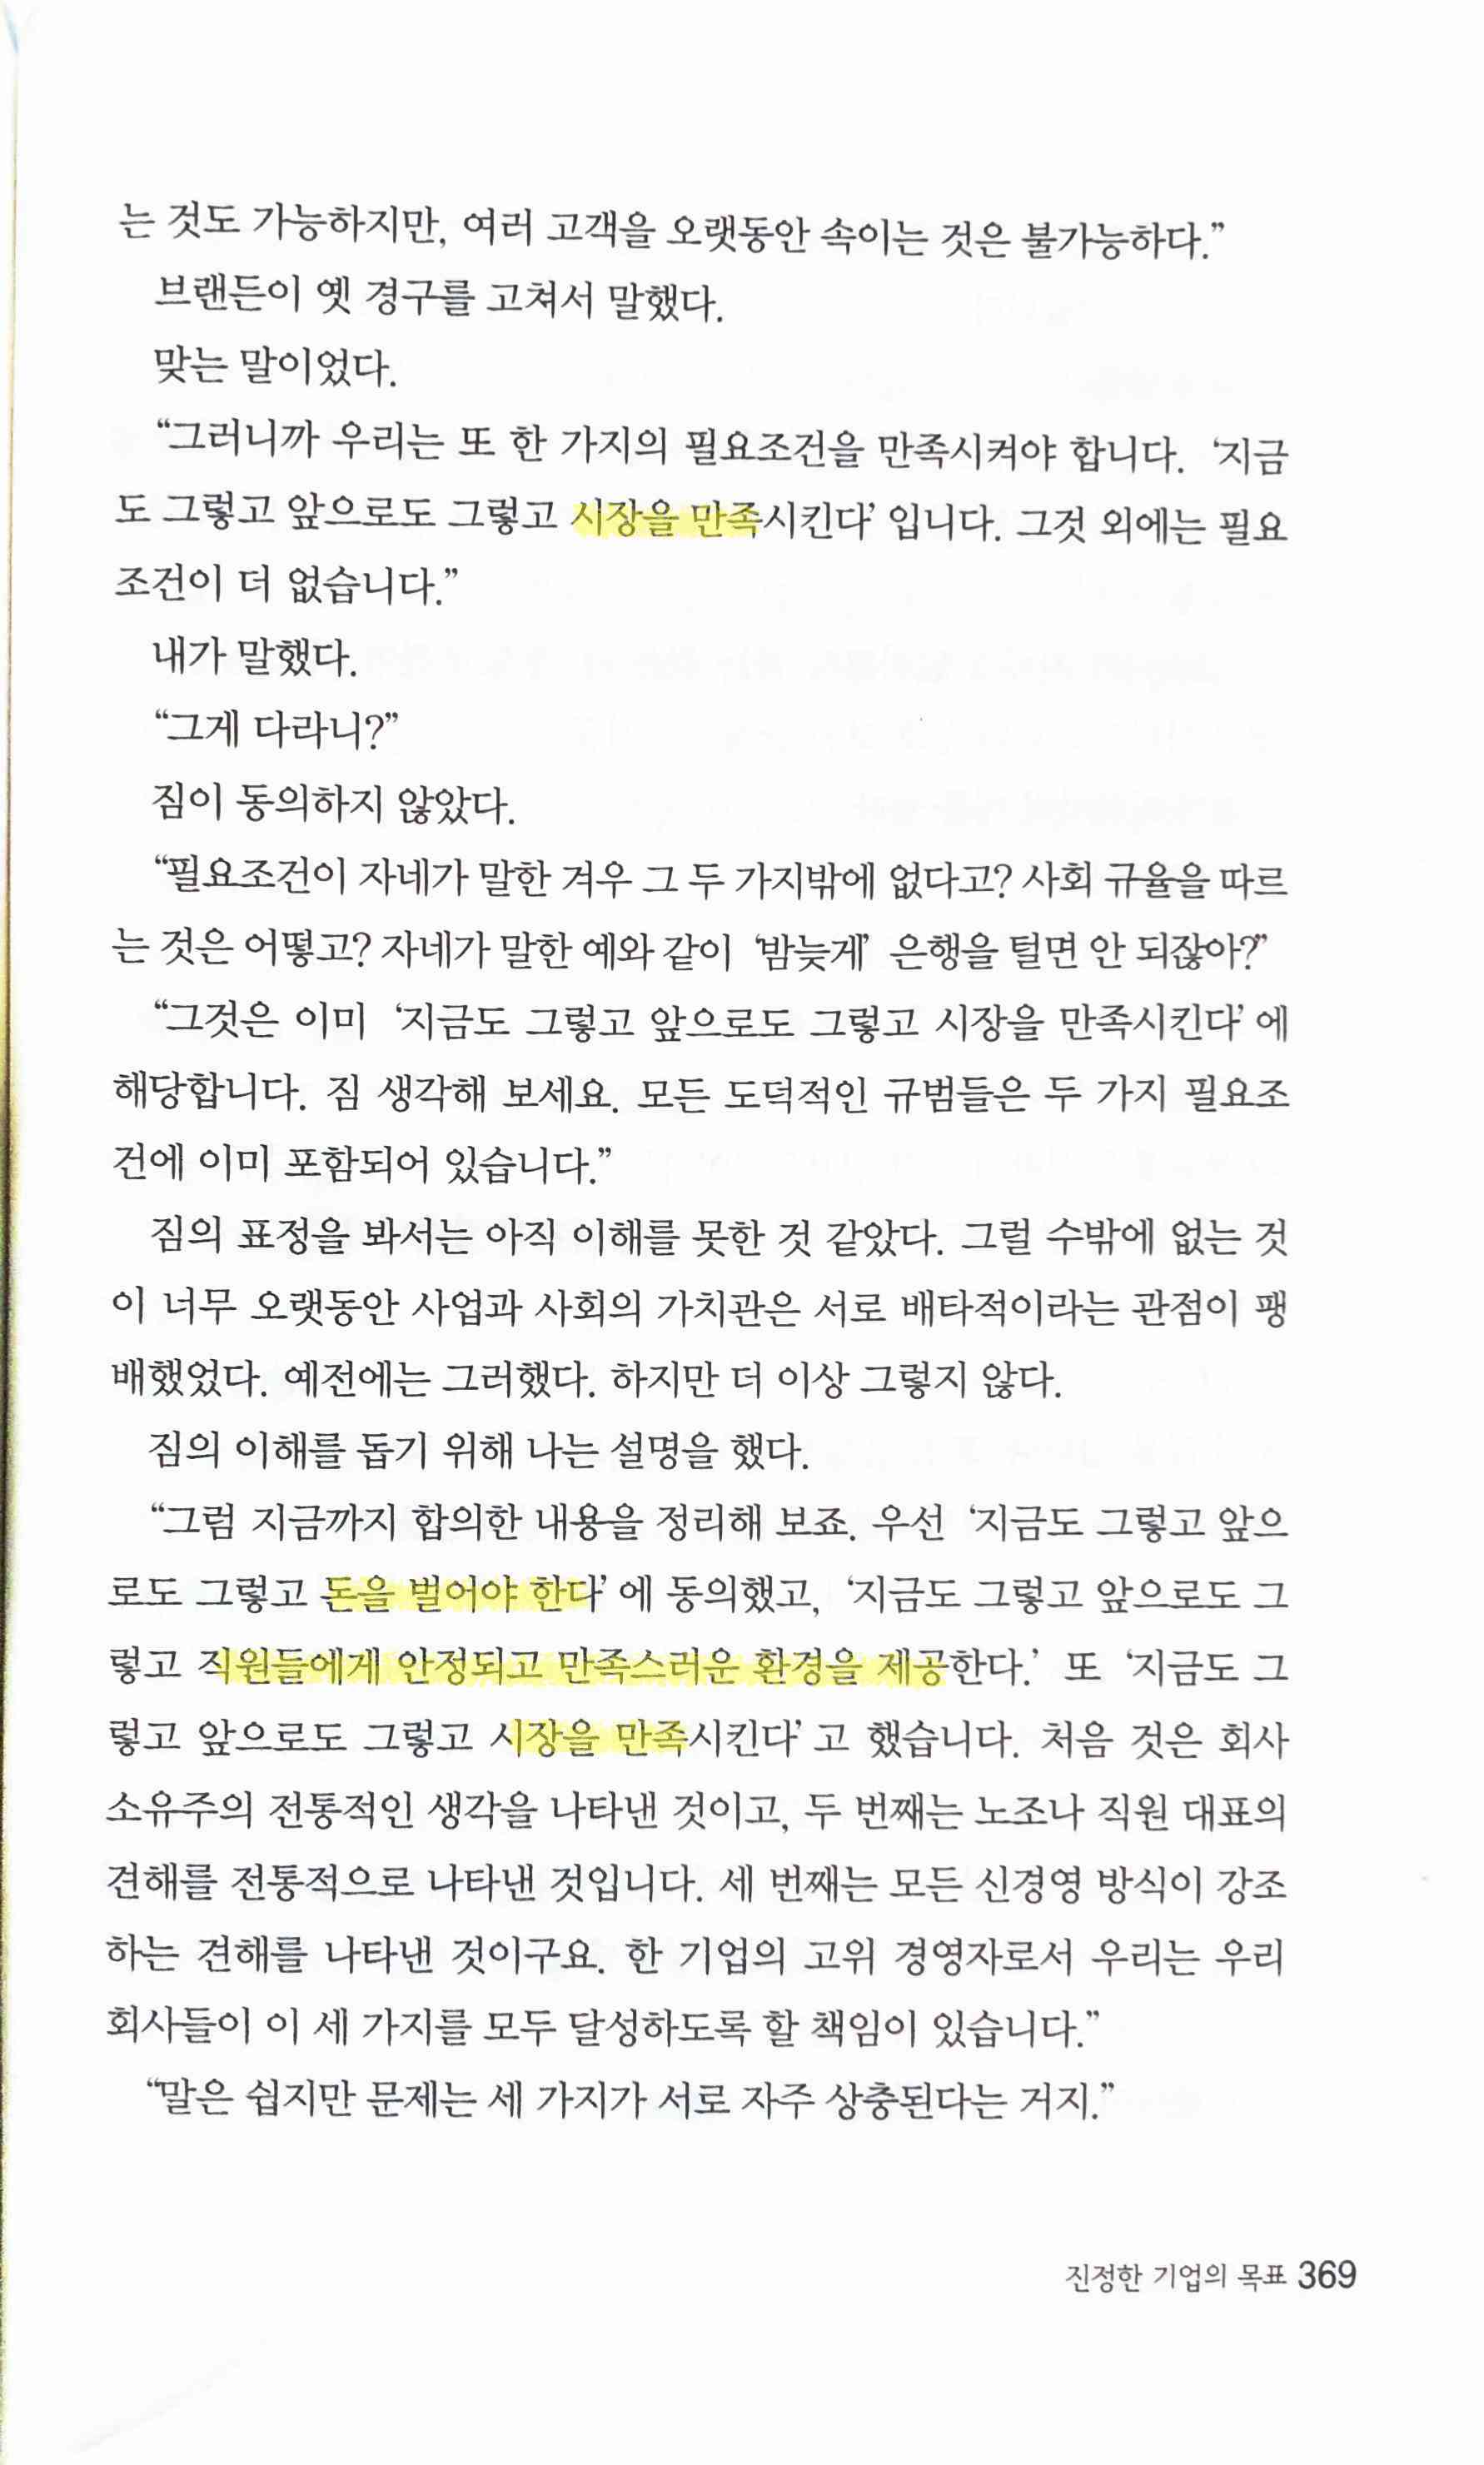 는 것도 가능하지만, 여러 고객을 오랫동안 속이는 것은 불가능하다.”
브랜든이 옛 경구를 고쳐서 말했다.
맞는 말이었다.
“그러니까 우리는 또 한 가지의 필요조건을 만족시켜야 합니다. ‘지금
도 그렇고 앞으로도 그렇고 시장을 만족시킨다’ 입니다. 그것 외에는 필요
조건이 더 없습니다.”
내가 말했다.
“그게 다라니?”
짐이 동의하지 않았다.
“필요조건이 자네가 말한 겨우 그 두 가지밖에 없다고? 사회 규율을 따르
는 것은 어떻고? 자네가 말한 예와 같이 ‘밤늦게’ 은행을 털면 안 되잖아?”
“그것은 이미 ‘지금도 그렇고 앞으로도 그렇고 시장을 만족시킨다’ 에
해당합니다. 짐 생각해 보세요. 모든 도덕적인 규범들은 두 가지 필요조
건에 이미 포함되어 있습니다.”
짐의 표정을 봐서는 아직 이해를 못한 것 같았다. 그럴 수밖에 없는 것
이 너무 오랫동안 사업과 사회의 가치관은 서로 배타적이라는 관점이 팽
배했었다. 예전에는 그러했다. 하지만 더 이상 그렇지 않다.
짐의 이해를 돕기 위해 나는 설명을 했다.
“그럼 지금까지 합의한 내용을 정리해 보죠. 우선 ‘지금도 그렇고 앞으
로도 그렇고 돈을 벌어야 한다’ 에 동의했고, ‘지금도 그렇고 앞으로도 그
렇고 직원들에게 안정되고 만족스러운 환경을 제공한다.’ 또 ‘지금도 그
렇고 앞으로도 그렇고 시장을 만족시킨다’ 고 했습니다. 처음 것은 회사
소유주의 전통적인 생각을 나타낸 것이고, 두 번째는 노조나 직원 대표의
견해를 전통적으로 나타낸 것입니다. 세 번째는 모든 신경영 방식이 강조
하는 견해를 나타낸 것이구요. 한 기업의 고위 경영자로서 우리는 우리
회사들이 이 세 가지를 모두 달성하도록 할 책임이 있습니다.”
“말은 쉽지만 문제는 세 가지가 서로 자주 상충된다는 거지.”
진정한 기업의 목표 369